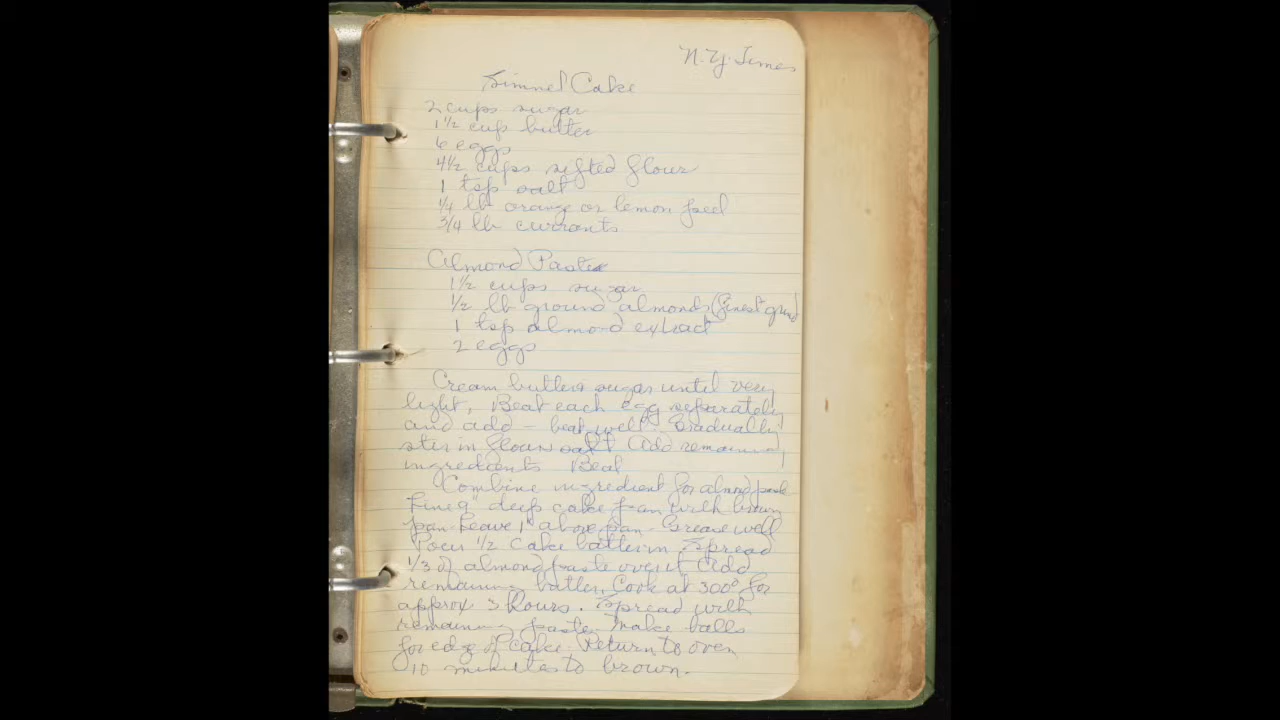 N.Y. Times
Simnel Cake
2 cups sugar
1 1/2 cup butter
6 eggs
4 1/2 cups sifted flour
1 tsp salt
1/4 lb orange or lemon peel
3/4 lb currants
Almond Paste
1 1/2 cups sugar
1/2 lb ground almonds (finest grind
1 tsp almond extract
2 eggs
Cream butter & sugar until very
light. Beat each egg separately
and add - beat well. Gradually
stir in flour salt Add remaining
ingredients Beat
Combine ingredient for almond paste
Line 9" deep cake pan with brown
pan - Leave 1" above pan - Grease well
Pour 1/2 cake batter in Spread
1/3 of almond paste over it Add
remaining batter. Cook at 300° for
approx 3 hours. Spread with
remaining paste. Make balls
for edge of cake. Return to oven
10 minutes to brown.